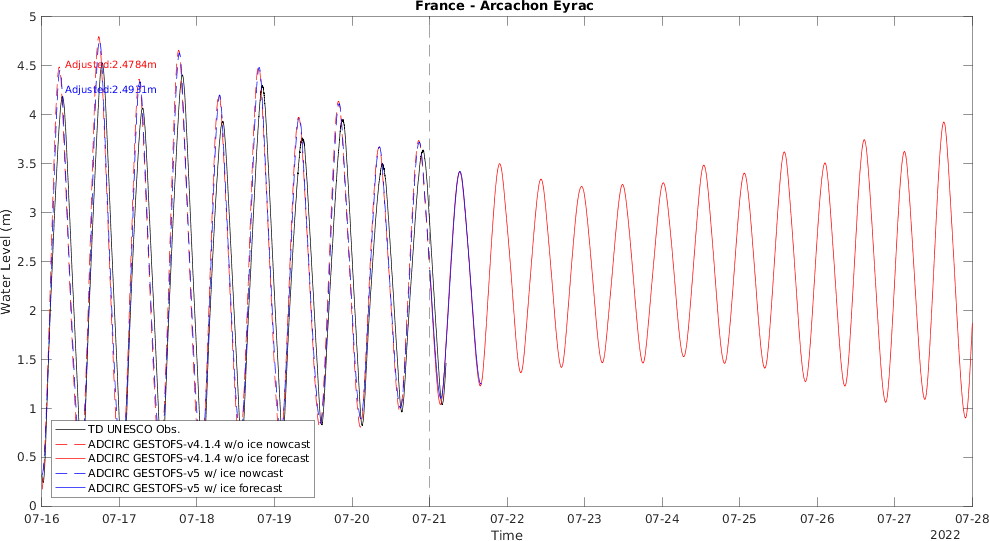 France - Arcachon Eyrac
5
4.5
4
3.5
3
2.5
2
1.5
1
0.5
0
Water Level (m)
Adjusted:2.4784m
Adjusted:2.4931m
TD UNESCO Obs.
ADCIRC GESTOFS-v4.1.4 w/o ice nowcast
ADCIRC GESTOFS-v4.1.4 w/o ice forecast
ADCIRC GESTOFS-v5 w/ ice nowcast
ADCIRC GESTOFS-v5 w/ ice forecast
07-16 07-17 07-18 07-19 07-20 07-21 07-22 07-23 07-24 07-25 07-26 07-27 07-28
Time
2022